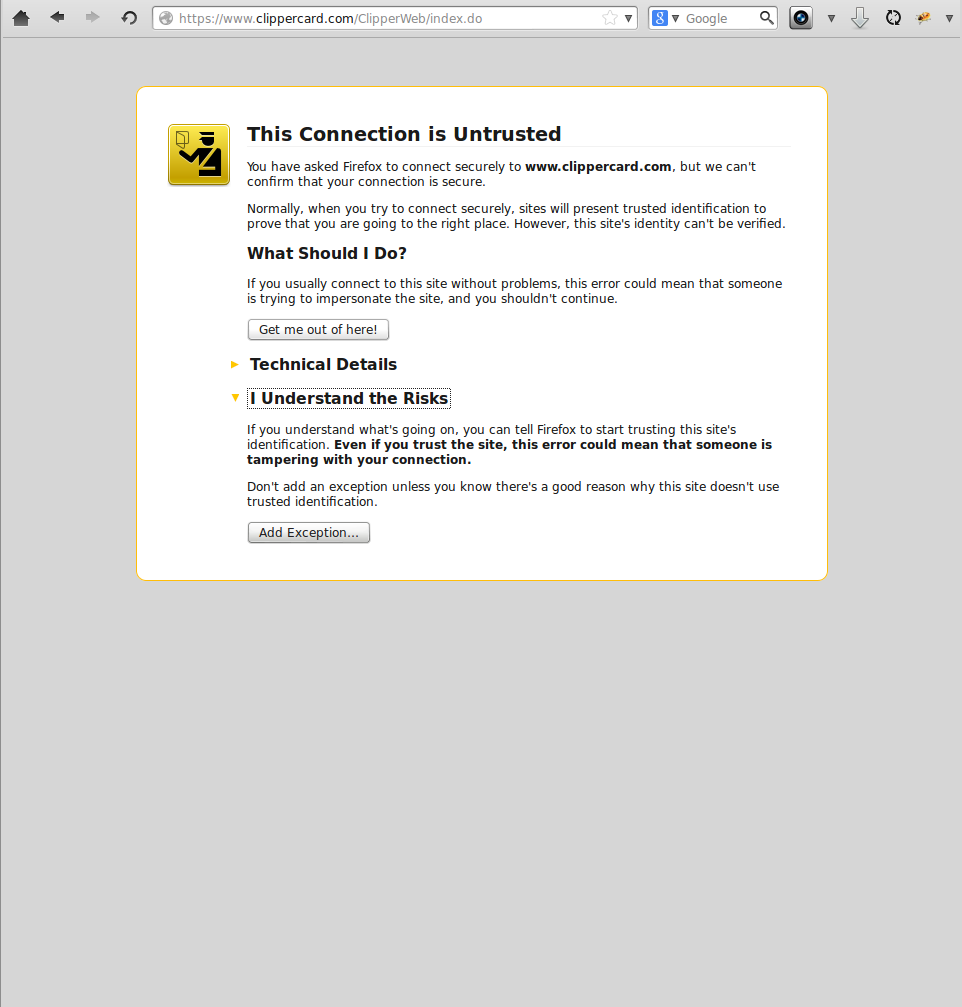 https://www.clippercard.com/ClipperWeb/index.do
Google
This Connection is Untrusted
You have asked Firefox to connect securely to www.clippercard.com, but we can't
confirm that your connection is secure.
Normally, when you try to connect securely, sites will present trusted identification to
prove that you are going to the right place. However, this site's identity can't be verified.
What Should I Do?
If you usually connect to this site without problems, this error could mean that someone
is trying to impersonate the site, and you shouldn't continue.
Get me out of here!
Technical Details
I Understand the Risks
If you understand what's going on, you can tell Firefox to start trusting this site's
identification. Even if you trust the site, this error could mean that someone is
tampering with your connection.
Don't add an exception unless you know there's a good reason why this site doesn't use
trusted identification.
Add Exception...